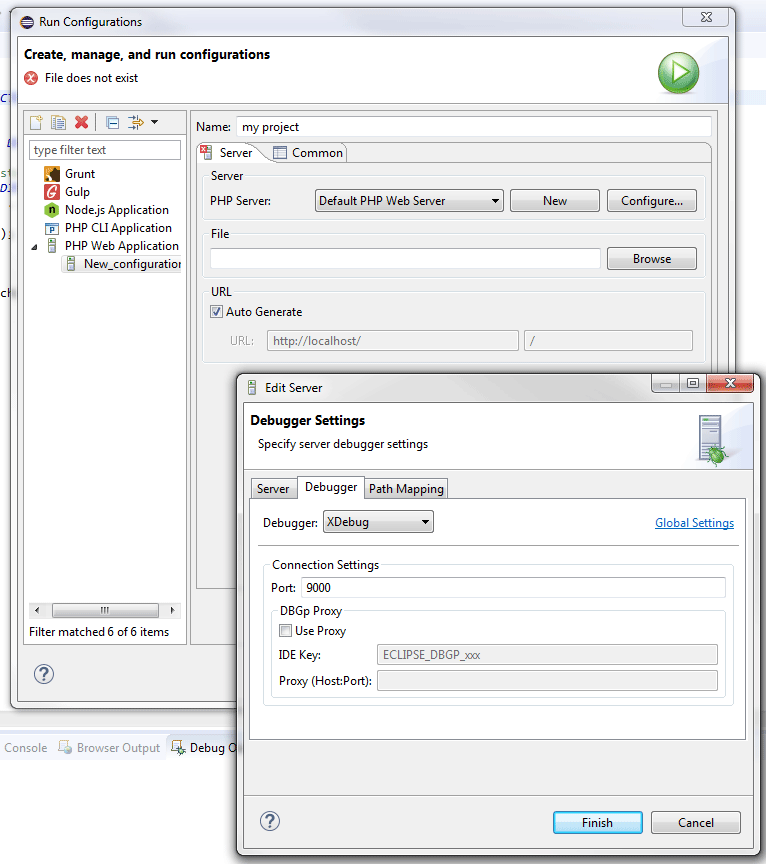 Run Configurations
Create, manage, and run configurations
File does not exist
type filter text
Grunt
Gulp
Node.js Application
PHP CLI Application
PHP Web Application
New_configuration
Filter matched 6 of 6 items
Name: my project
Server Common
Server
PHP Server: Default PHP Web Server New Configure...
File
Browse
URL
Auto Generate
URL: http://localhost/ /
Edit Server
Debugger Settings
Specify server debugger settings
Server Debugger Path Mapping
Debugger: XDebug Global Settings
Connection Settings
Port: 9000
DBGp Proxy
Use Proxy
IDE Key: ECLIPSE_DBGP_xxx
Proxy (Host:Port):
Finish Cancel
Console Browser Output Debug O